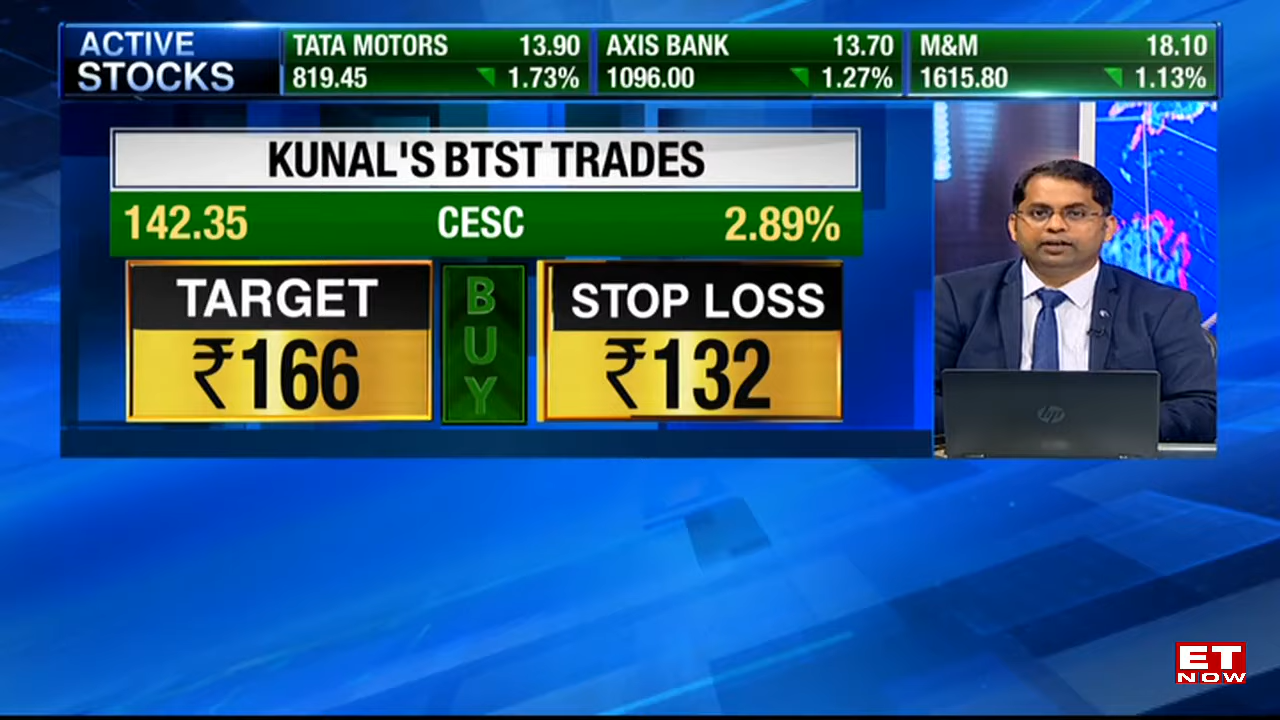 ACTIVE STOCKS
TATA MOTORS 13.90
819.45 1.73%
AXIS BANK 13.70
1096.00 1.27%
M&M 18.10
1615.80 1.13%
KUNAL'S BTST TRADES
142.35 CESC 2.89%
TARGET
₹166
BUY
STOP LOSS
₹132
hp
ET
NOW